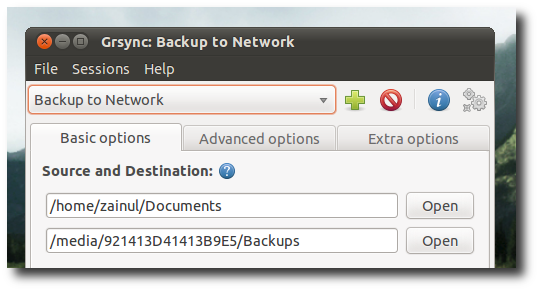 Grsync: Backup to Network
File Sessions Help
Backup to Network
Basic options Advanced options Extra options
Source and Destination:
/home/zainul/Documents Open
/media/921413D41413B9E5/Backups Open